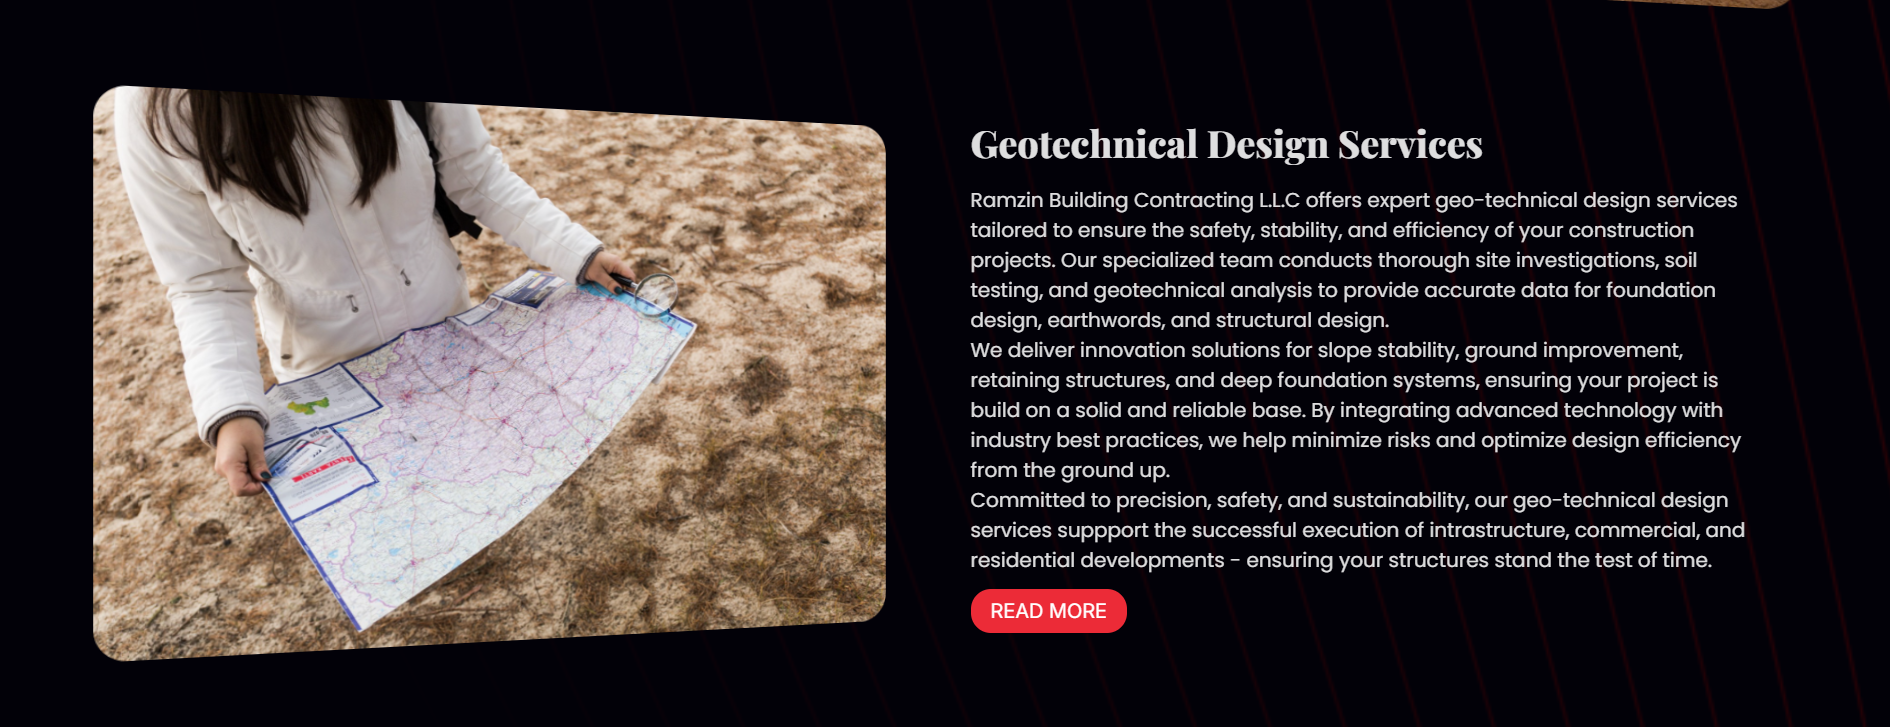 Geotechnical Design Services
Ramzin Building Contracting L.L.C offers expert geo-technical design services
tailored to ensure the safety, stability, and efficiency of your construction
projects. Our specialized team conducts thorough site investigations, soil
testing, and geotechnical analysis to provide accurate data for foundation
design, earthwords, and structural design.
We deliver innovation solutions for slope stability, ground improvement,
retaining structures, and deep foundation systems, ensuring your project is
build on a solid and reliable base. By integrating advanced technology with
industry best practices, we help minimize risks and optimize design efficiency
from the ground up.
Committed to precision, safety, and sustainability, our geo-technical design
services suppport the successful execution of intrastructure, commercial, and
residential developments - ensuring your structures stand the test of time.
READ MORE